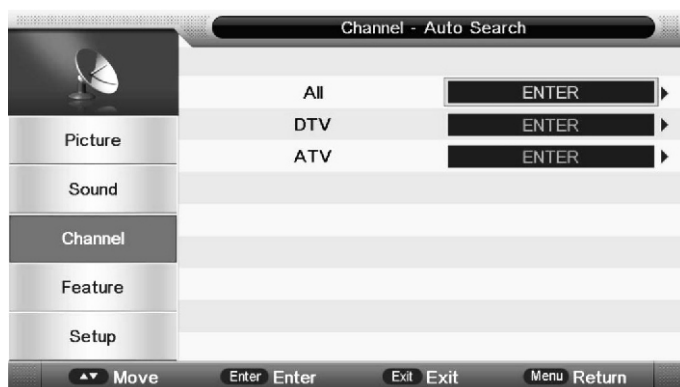 Channel - Auto Search
All ENTER
DTV ENTER
ATV ENTER
Picture
Sound
Channel
Feature
Setup
Move Enter Enter Exit Exit Menu Return